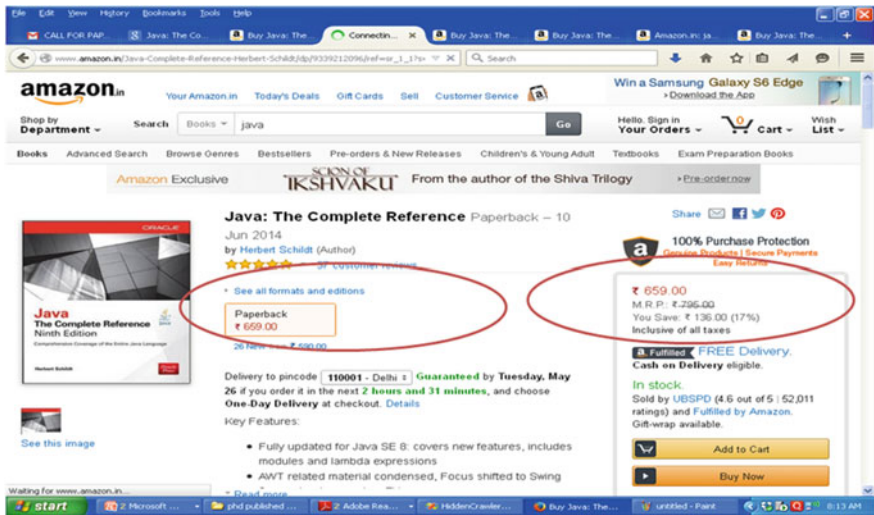 File Edit View History Bookmarks Tools Help
CALL FOR PAP... Java: The Co... Buy Java: The... Connectin... × Buy Java: The... Buy Java: The... Amazon.in: ja... Buy Java: The... +
www.amazon.in/Java-Complete-Reference-Herbert-Schildt/dp/9339212096/ref=sr_1_1?s= Search
amazon.in Your Amazon.in Today's Deals Gift Cards Sell Customer Service
Win a Samsung Galaxy S6 Edge
Download the App
Shop by
Department
Search Books java Go
Hello. Sign in
Your Orders
0 Cart
Wish
List
Books Advanced Search Browse Genres Bestsellers Pre-orders & New Releases Children's & Young Adult Textbooks Exam Preparation Books
Amazon Exclusive SCION OF IKSHVAKU From the author of the Shiva Trilogy Pre-order now
ORACLE
Java
The Complete Reference
Ninth Edition
Comprehensive Coverage of the Entire Java Language
Herbert Schildt
See this image
Java: The Complete Reference Paperback – 10
Jun 2014
by Herbert Schildt (Author)
37 customer reviews
See all formats and editions
Paperback
₹ 659.00
26 New from ₹ 590.00
Delivery to pincode 110001 - Delhi Guaranteed by Tuesday, May
26 if you order it in the next 2 hours and 31 minutes, and choose
One-Day Delivery at checkout. Details
Key Features:
• Fully updated for Java SE 8: covers new features, includes
modules and lambda expressions
• AWT related material condensed, Focus shifted to Swing
Read more
Share
100% Purchase Protection
Genuine Products | Secure Payments
Easy Returns
₹ 659.00
M.R.P.: ₹ 795.00
You Save: ₹ 136.00 (17%)
Inclusive of all taxes
Fulfilled FREE Delivery.
Cash on Delivery eligible.
In stock.
Sold by UBSPD (4.6 out of 5 | 52,011
ratings) and Fulfilled by Amazon.
Gift-wrap available.
Add to Cart
Buy Now
Waiting for www.amazon.in...
start 2 Microsoft ... phd published ... 2 Adobe Rea... HiddenCrawler... Buy Java: The... untitled - Paint 8:13 AM